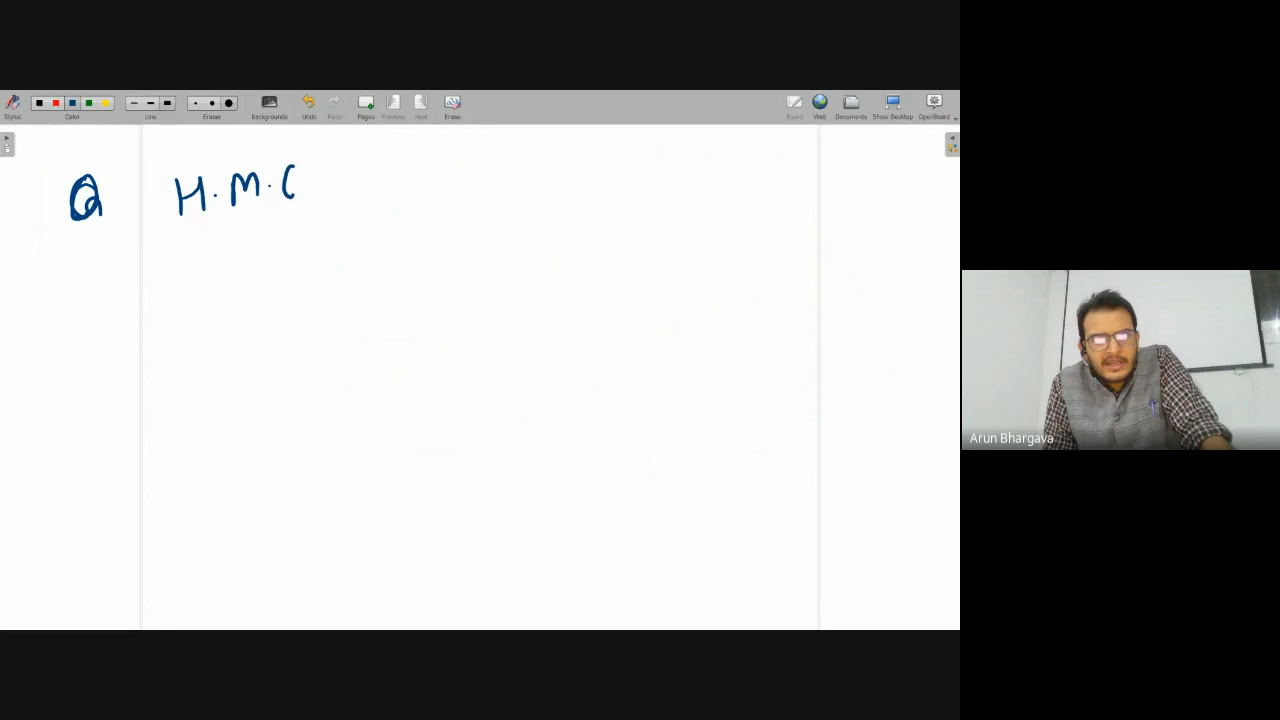 Stylus Color Line Eraser Backgrounds Undo Redo Pages Previous Next Erase Board Web Documents Show Desktop OpenBoard
Q H.M.C
Arun Bhargava